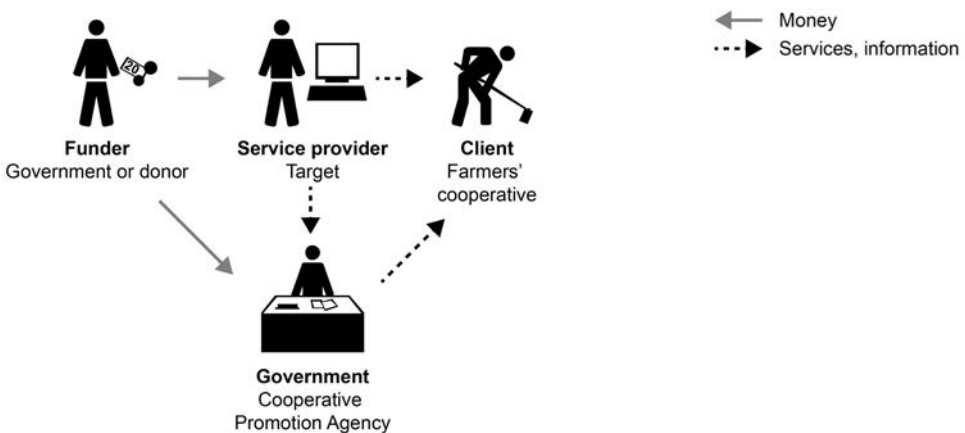 Money
Services, information
20
Funder
Government or donor
Service provider
Target
Client
Farmers'
cooperative
Government
Cooperative
Promotion Agency